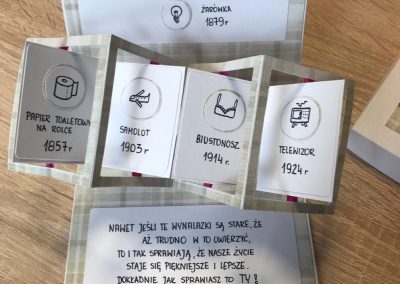 ŻARÓWKA
1879 r
PAPIER TOALETOWY
NA ROLCE
1857 r
SAMOLOT
1903 r
BIUSTONOSZ
1914 r.
TELEWIZOR
1924 r
NAWET JEŚLI TE WYNALAZKI SĄ STARE, ŻE
AŻ TRUDNO W TO UWIERZYĆ,
TO I TAK SPRAWIAJĄ, ŻE NASZE ŻYCIE
STAJE SIĘ PIĘKNIEJSZE I LEPSZE.
DOKŁADNIE JAK SPRAWIASZ TO TY!